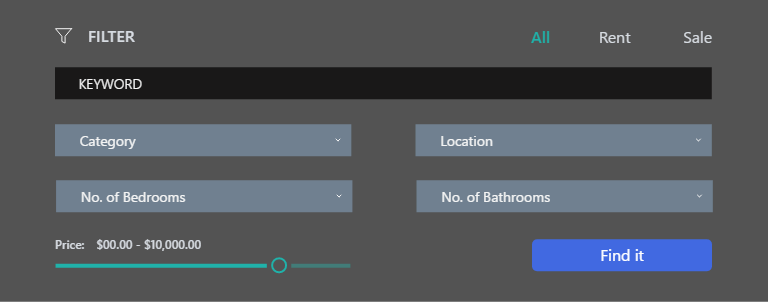 FILTER All Rent Sale
KEYWORD
Category Location
No. of Bedrooms No. of Bathrooms
Price: $00.00 - $10,000.00 Find it